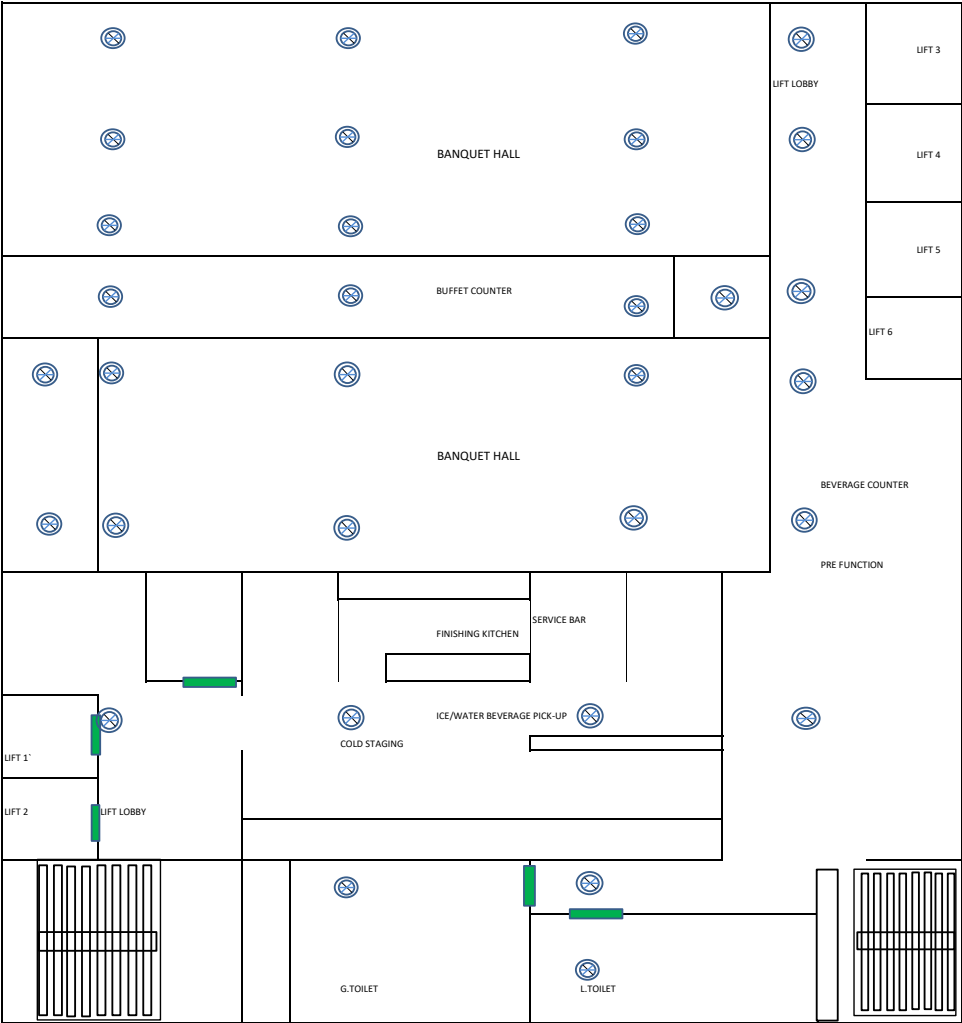 LIFT 3
LIFT LOBBY
BANQUET HALL
LIFT 4
LIFT 5
BUFFET COUNTER
LIFT 6
BANQUET HALL
BEVERAGE COUNTER
PRE FUNCTION
SERVICE BAR
FINISHING KITCHEN
ICE/WATER BEVERAGE PICK-UP
COLD STAGING
LIFT 1`
LIFT 2
LIFT LOBBY
G.TOILET
L.TOILET